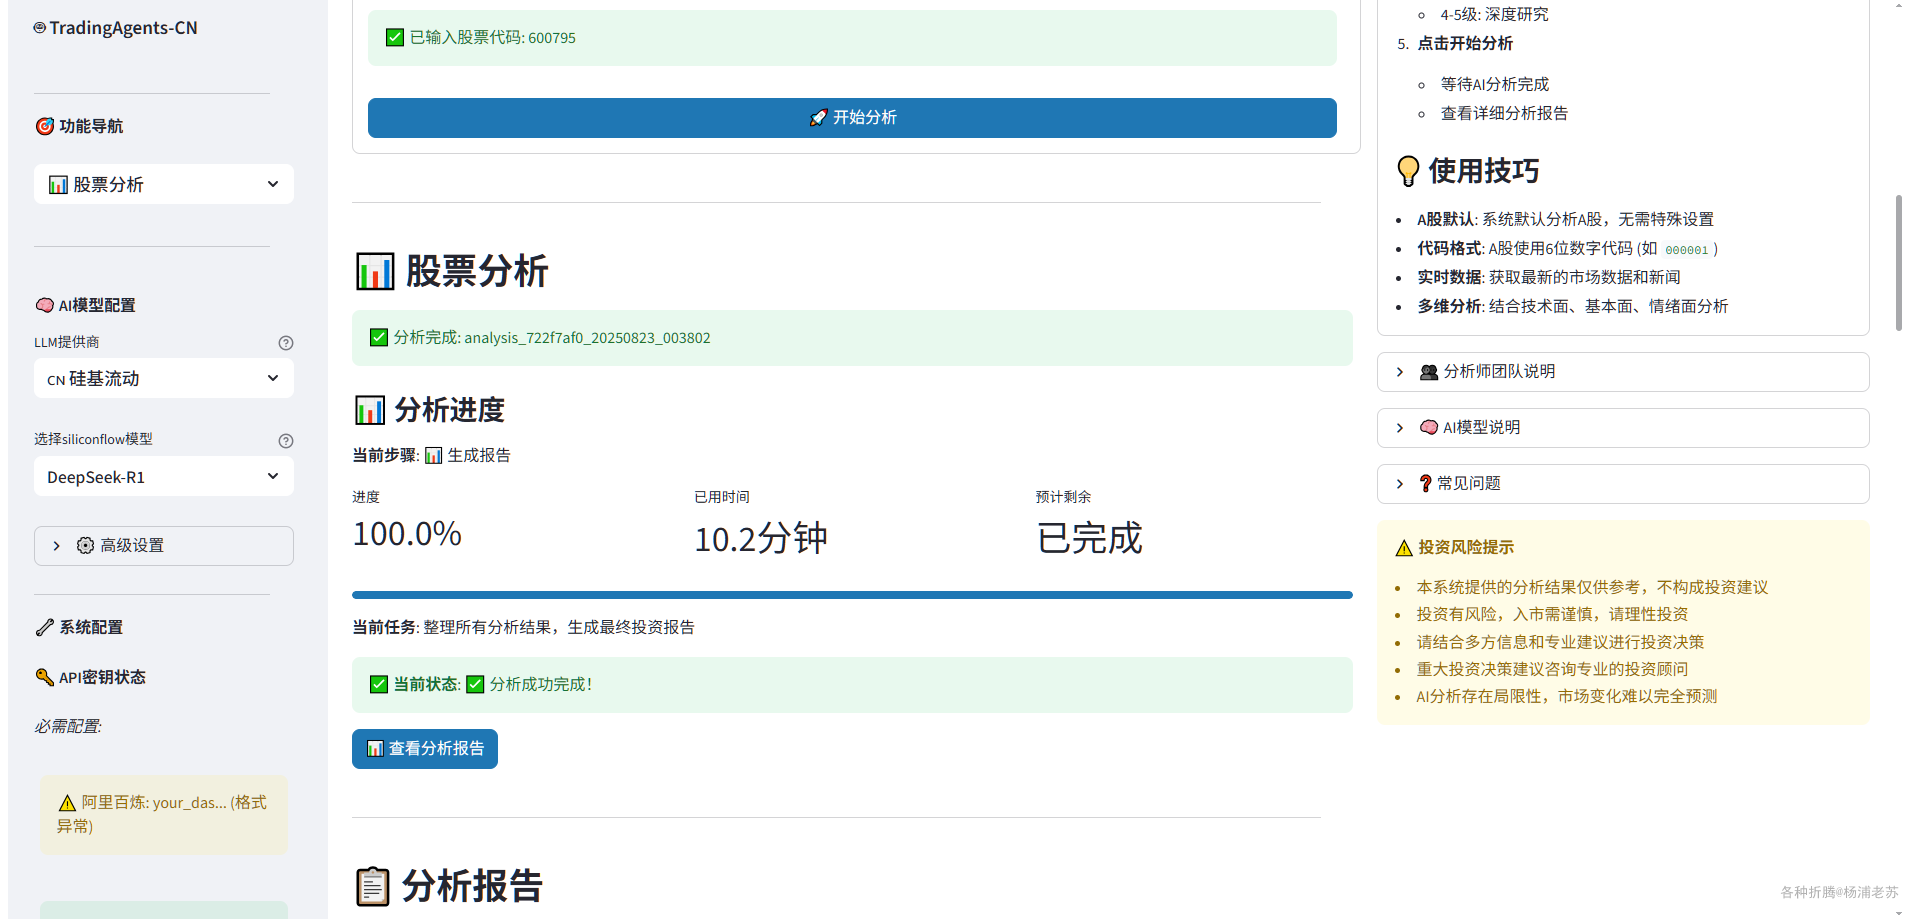 TradingAgents-CN
功能导航
股票分析
AI模型配置
LLM提供商
CN 硅基流动
选择siliconflow模型
DeepSeek-R1
高级设置
系统配置
API密钥状态
必需配置:
阿里百炼: your_das... (格式
异常)
已输入股票代码: 600795
开始分析
股票分析
分析完成: analysis_722f7af0_20250823_003802
分析进度
当前步骤: 生成报告
进度
100.0%
已用时间
10.2分钟
预计剩余
已完成
当前任务: 整理所有分析结果，生成最终投资报告
当前状态: 分析成功完成！
查看分析报告
分析报告
4-5级: 深度研究
5. 点击开始分析
等待AI分析完成
查看详细分析报告
使用技巧
A股默认: 系统默认分析A股，无需特殊设置
代码格式: A股使用6位数字代码 (如 000001 )
实时数据: 获取最新的市场数据和新闻
多维分析: 结合技术面、基本面、情绪面分析
分析师团队说明
AI模型说明
常见问题
投资风险提示
本系统提供的分析结果仅供参考，不构成投资建议
投资有风险，入市需谨慎，请理性投资
请结合多方信息和专业建议进行投资决策
重大投资决策建议咨询专业的投资顾问
AI分析存在局限性，市场变化难以完全预测
各种折腾@杨浦老苏